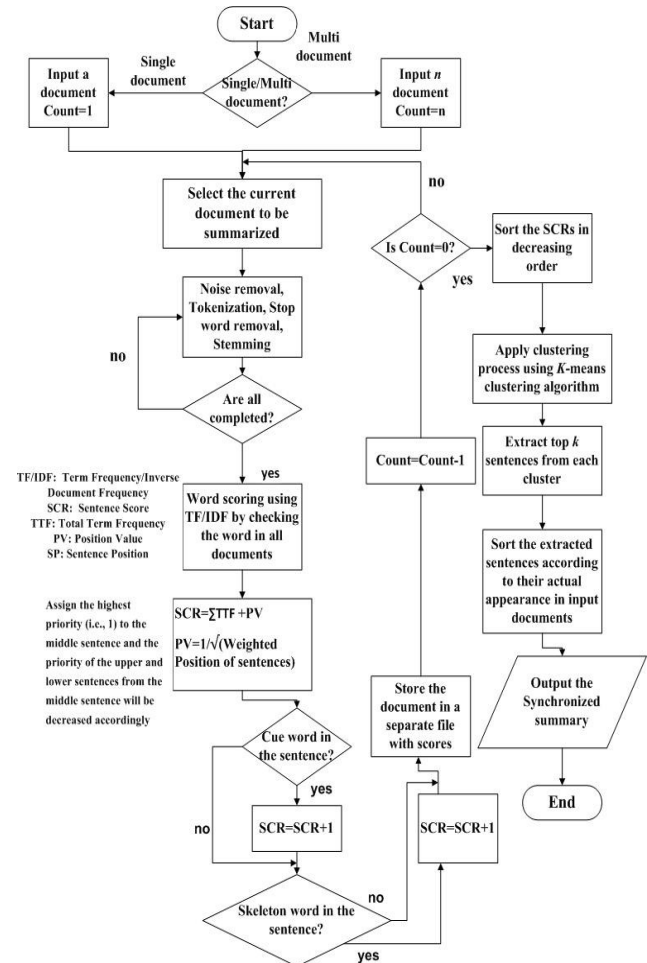 Start
Multi
document
Single
document
Single/Multi
document?
Input a
document
Count=1
Input n
document
Count=n
Select the current
document to be
summarized
Noise removal,
Tokenization, Stop
word removal,
Stemming
no
Are all
completed?
yes
TF/IDF: Term Frequency/Inverse
Document Frequency
SCR: Sentence Score
TTF: Total Term Frequency
PV: Position Value
SP: Sentence Position
Word scoring using
TF/IDF by checking
the word in all
documents
Assign the highest
priority (i.e., 1) to the
middle sentence and the
priority of the upper and
lower sentences from the
middle sentence will be
decreased accordingly
SCR=∑TTF+PV
PV=1/√(Weighted
Position of sentences)
Cue word in
the sentence?
yes
no
SCR=SCR+1
Skeleton word in the
sentence?
no
yes
SCR=SCR+1
Store the
document in a
separate file
with scores
Count=Count-1
Is Count=0?
no
yes
Sort the SCRs in
decreasing
order
Apply clustering
process using K-means
clustering algorithm
Extract top k
sentences from each
cluster
Sort the extracted
sentences according
to their actual
appearance in input
documents
Output the
Synchronized
summary
End